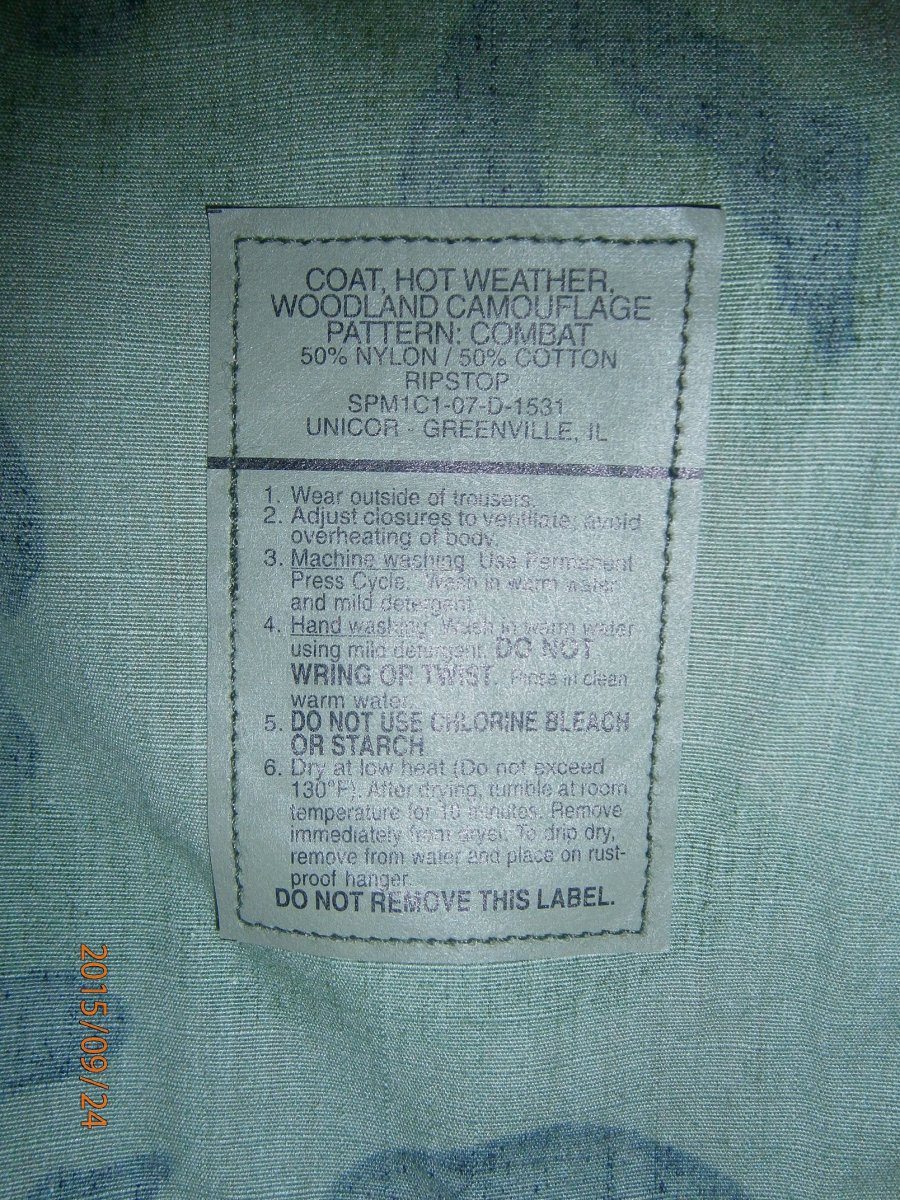 COAT, HOT WEATHER,
WOODLAND CAMOUFLAGE
PATTERN: COMBAT
50% NYLON / 50% COTTON
RIPSTOP
SPM1C1-07-D-1531
UNICOR - GREENVILLE, IL
1. Wear outside of trousers.
2. Adjust closures to ventilate; avoid
overheating of body.
3. Machine washing. Use Permanent
Press Cycle. Wash in warm water
and mild detergent.
4. Hand washing. Wash in warm water
using mild detergent. DO NOT
WRING OR TWIST. Rinse in clean
warm water.
5. DO NOT USE CHLORINE BLEACH
OR STARCH
6. Dry at low heat (Do not exceed
130°F). After drying, tumble at room
temperature for 10 minutes. Remove
immediately from dryer. To drip dry,
remove from water and place on rust-
proof hanger.
DO NOT REMOVE THIS LABEL.
2015/09/24